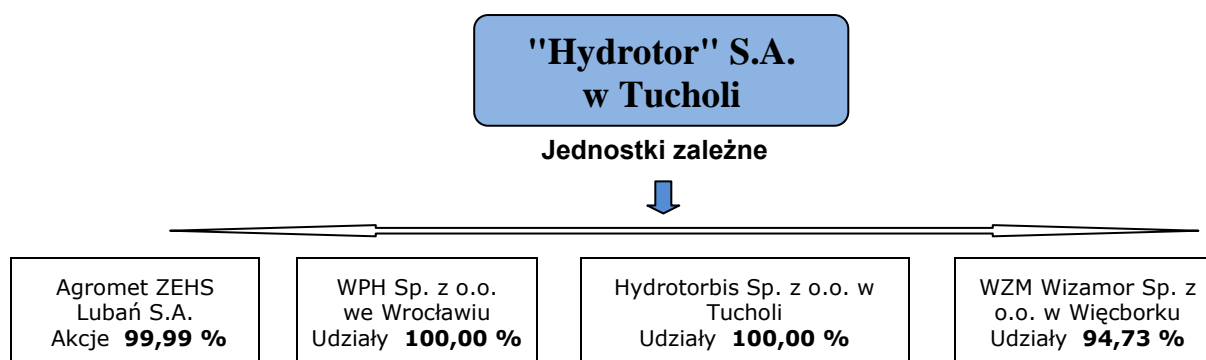 "Hydrotor" S.A.
w Tucholi
Jednostki zależne
Agromet ZEHS
Lubań S.A.
Akcje 99,99 %
WPH Sp. z o.o.
we Wrocławiu
Udziały 100,00 %
Hydrotorbis Sp. z o.o. w
Tucholi
Udziały 100,00 %
WZM Wizamor Sp. z
o.o. w Więcborku
Udziały 94,73 %